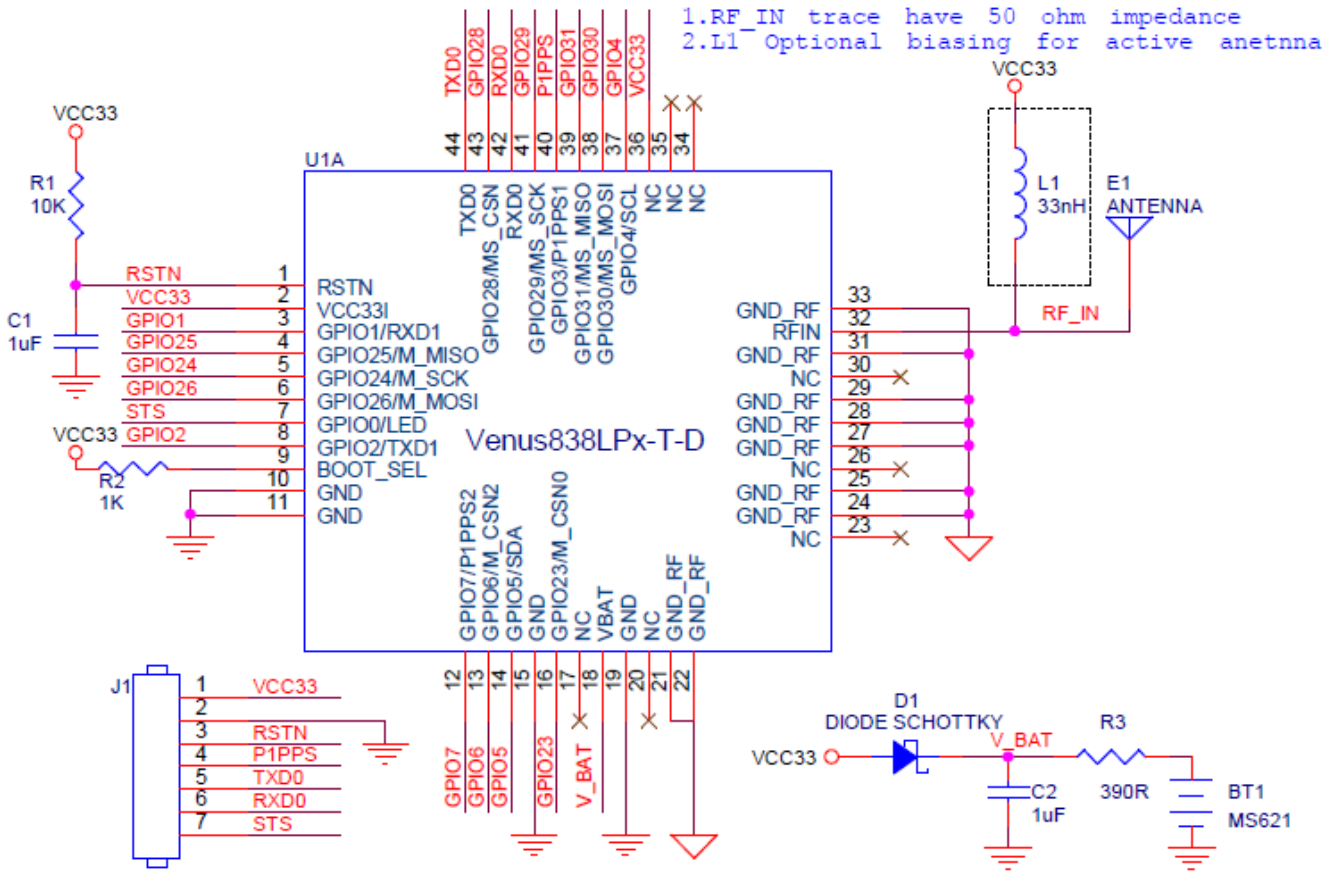 1.RF_IN trace have 50 ohm impedance
2.L1 Optional biasing for active anetnna
TXD0
GPIO28
RXD0
GPIO29
P1PPS
GPIO31
GPIO30
GPIO4
VCC33
44
43
42
41
40
39
38
37
36
35
34
VCC33
R1
10K
C1
1uF
VCC33
R2
1K
U1A
TXD0
GPIO28/MS_CSN
RXD0
GPIO29/MS_SCK
GPIO3/P1PPS1
GPIO31/MS_MISO
GPIO30/MS_MOSI
GPIO4/SCL
NC
NC
NC
RSTN 1 RSTN
VCC33 2 VCC33I
GPIO1 3 GPIO1/RXD1
GPIO25 4 GPIO25/M_MISO
GPIO24 5 GPIO24/M_SCK
GPIO26 6 GPIO26/M_MOSI
STS 7 GPIO0/LED
GPIO2 8 GPIO2/TXD1
9 BOOT_SEL
10 GND
11 GND
Venus838LPx-T-D
GND_RF 33
RFIN 32
GND_RF 31
NC 30
GND_RF 29
GND_RF 28
GND_RF 27
NC 26
GND_RF 25
GND_RF 24
NC 23
VCC33
L1
33nH
E1
ANTENNA
RF_IN
GPIO7/P1PPS2
GPIO6/M_CSN2
GPIO5/SDA
GND
GPIO23/M_CSN0
NC
VBAT
GND
NC
GND_RF
GND_RF
12
13
14
15
16
17
18
19
20
21
22
GPIO7
GPIO6
GPIO5
GPIO23
V_BAT
J1
1 VCC33
2
3 RSTN
4 P1PPS
5 TXD0
6 RXD0
7 STS
D1
DIODE SCHOTTKY
VCC33
V_BAT
C2
1uF
R3
390R
BT1
MS621